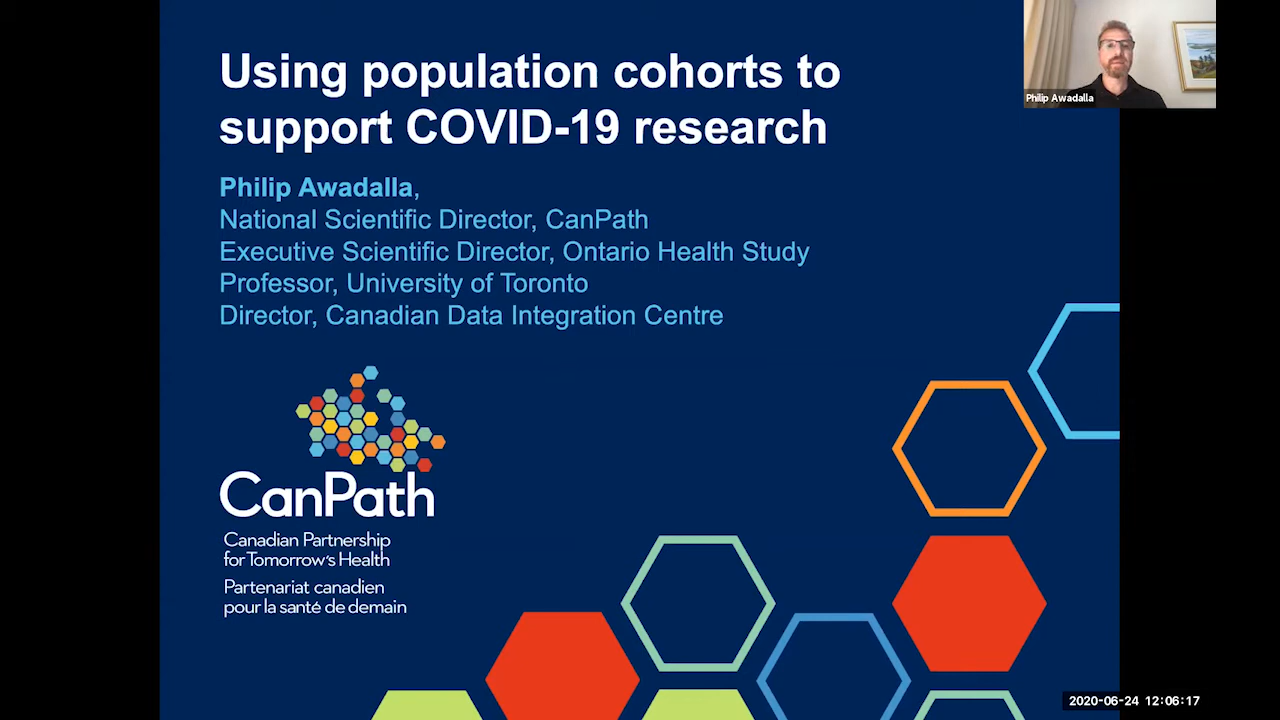 Using population cohorts to
support COVID-19 research
Philip Awadalla,
National Scientific Director, CanPath
Executive Scientific Director, Ontario Health Study
Professor, University of Toronto
Director, Canadian Data Integration Centre
CanPath
Canadian Partnership
for Tomorrow's Health
Partenariat canadien
pour la santé de demain
Philip Awadalla
2020-06-24 12:06:17